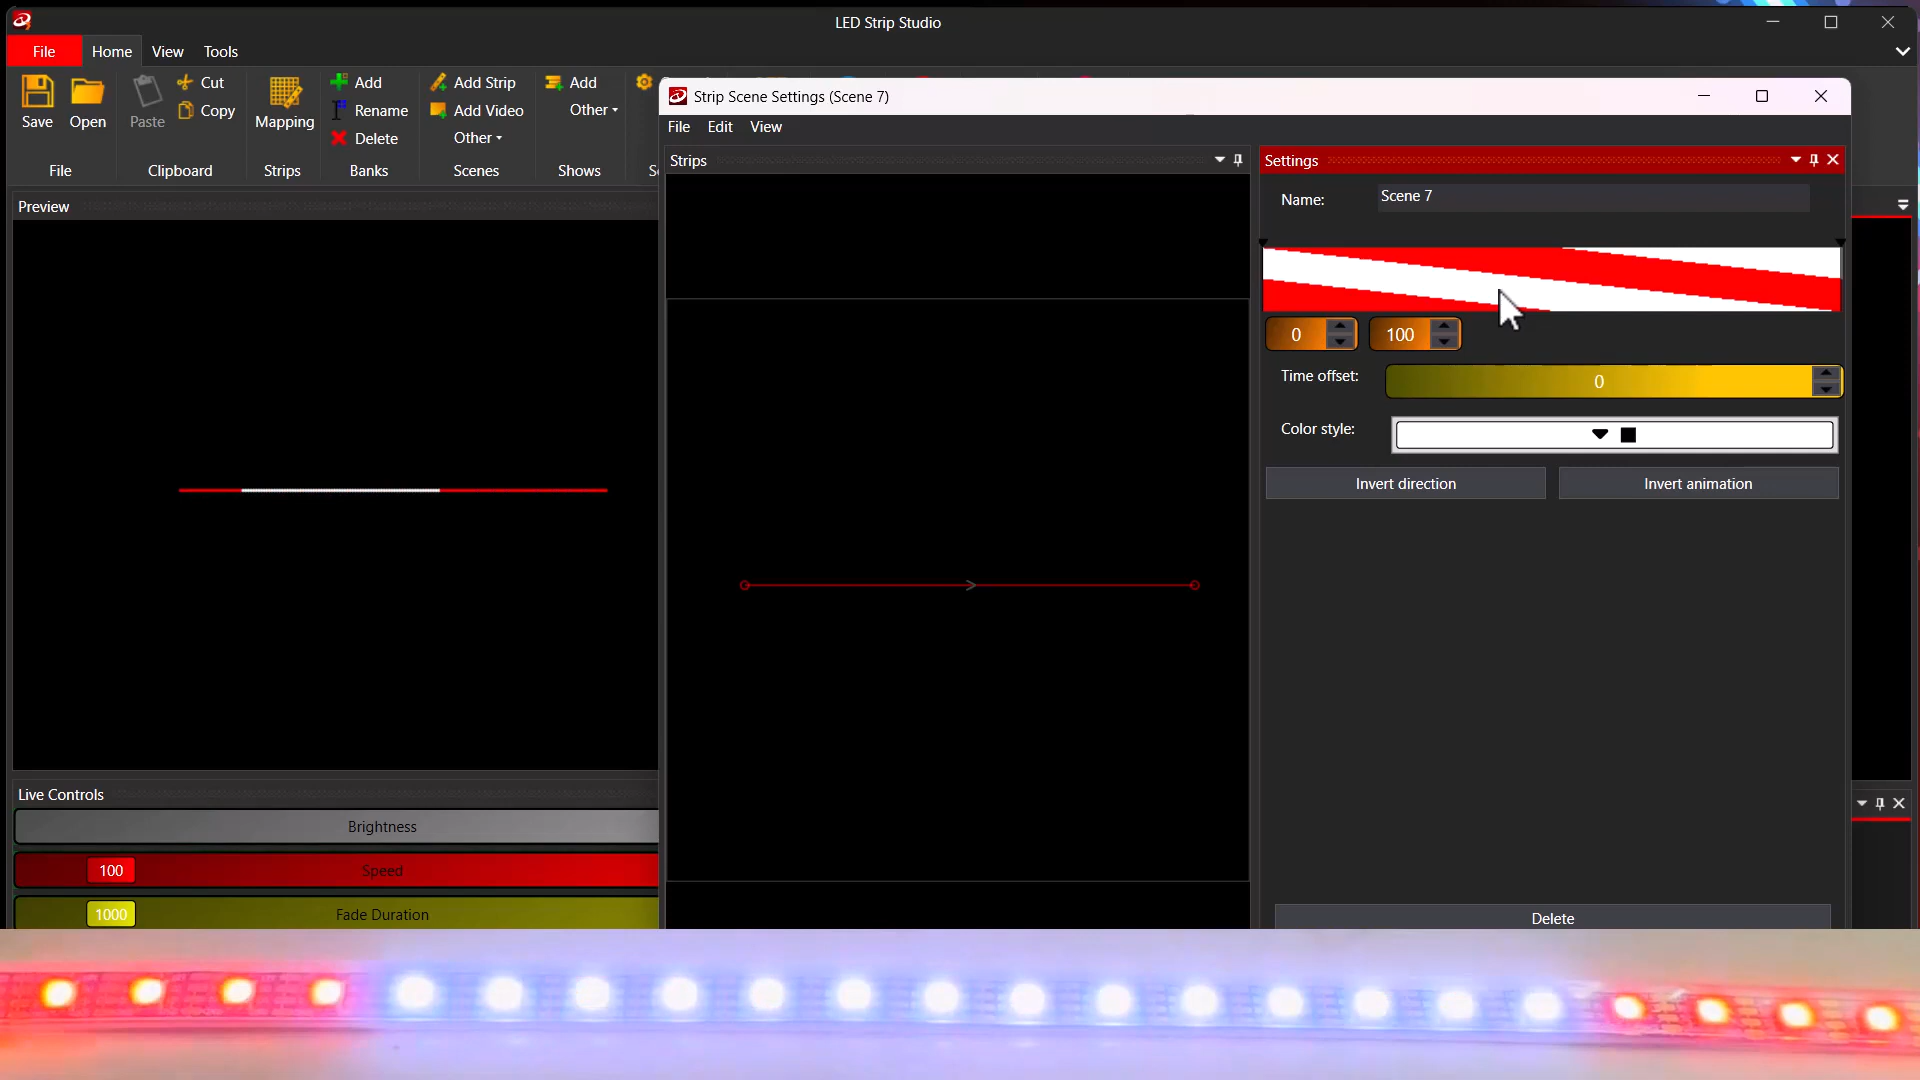 LED Strip Studio
File Home View Tools
Save Open Paste Cut Copy Mapping Add Rename Delete Add Strip Add Video Other Add Other
File Clipboard Strips Banks Scenes Shows
Strip Scene Settings (Scene 7)
File Edit View
Strips
Settings
Name: Scene 7
0 100
Time offset: 0
Color style:
Invert direction Invert animation
Delete
Preview
Live Controls
Brightness
100 Speed
1000 Fade Duration